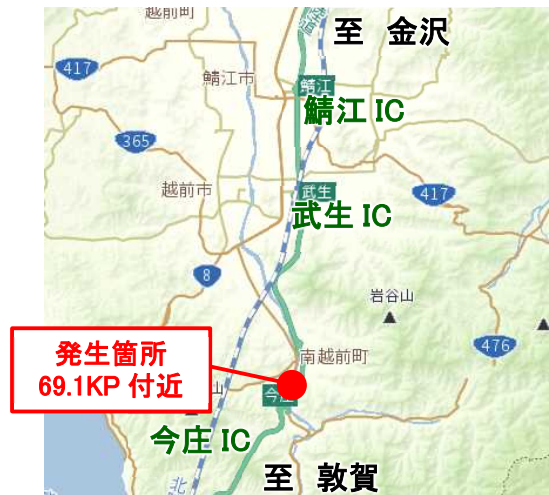 越前町
至 金沢
417
鯖江市
鯖江
鯖江 IC
365
越前市
武生
417
武生 IC
8
岩谷山
476
発生箇所
69.1KP 付近
南越前町
山
今庄
今庄 IC
北
至 敦賀